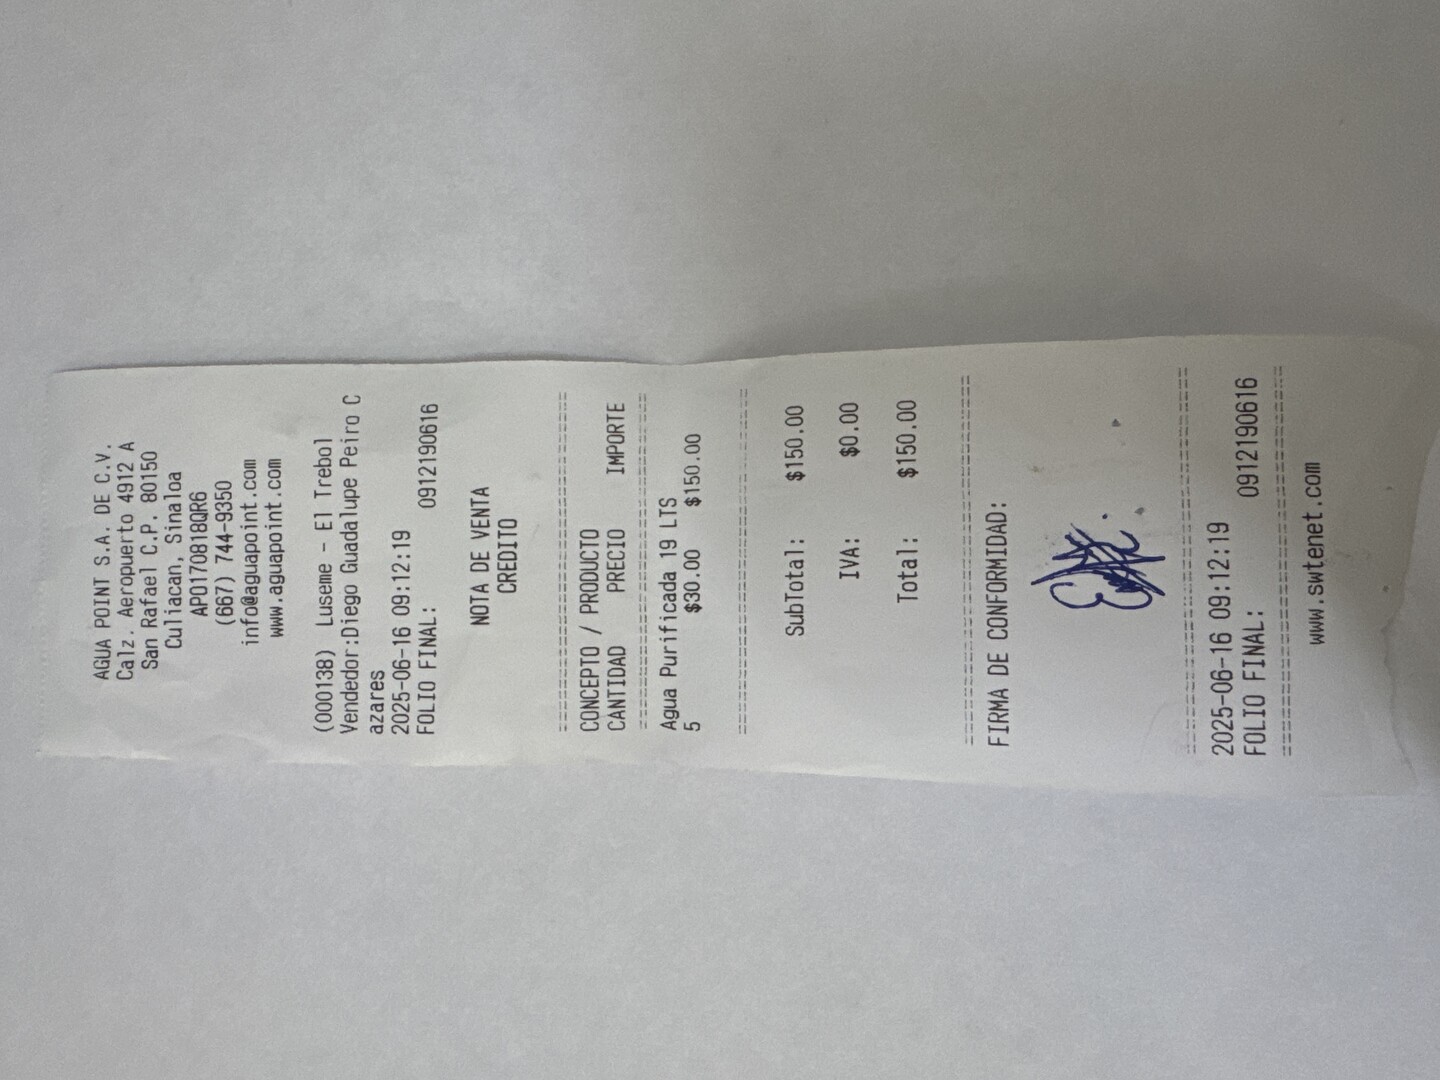 AGUA POINT S.A. DE C.V.
Calz. Aeropuerto 4912 A
San Rafael C.P. 80150
Culiacan, Sinaloa
APO170818QR6
(667) 744-9350
info@aguapoint.com
www.aguapoint.com
(000138) Luseme - El Trebol
Vendedor:Diego Guadalupe Peiro C
azares
2025-06-16 09:12:19
FOLIO FINAL: 0912190616
NOTA DE VENTA
CREDITO
CONCEPTO / PRODUCTO
CANTIDAD PRECIO IMPORTE
Agua Purificada 19 LTS
5 $30.00 $150.00
SubTotal: $150.00
IVA: $0.00
Total: $150.00
FIRMA DE CONFORMIDAD:
2025-06-16 09:12:19
FOLIO FINAL: 0912190616
www.swtenet.com